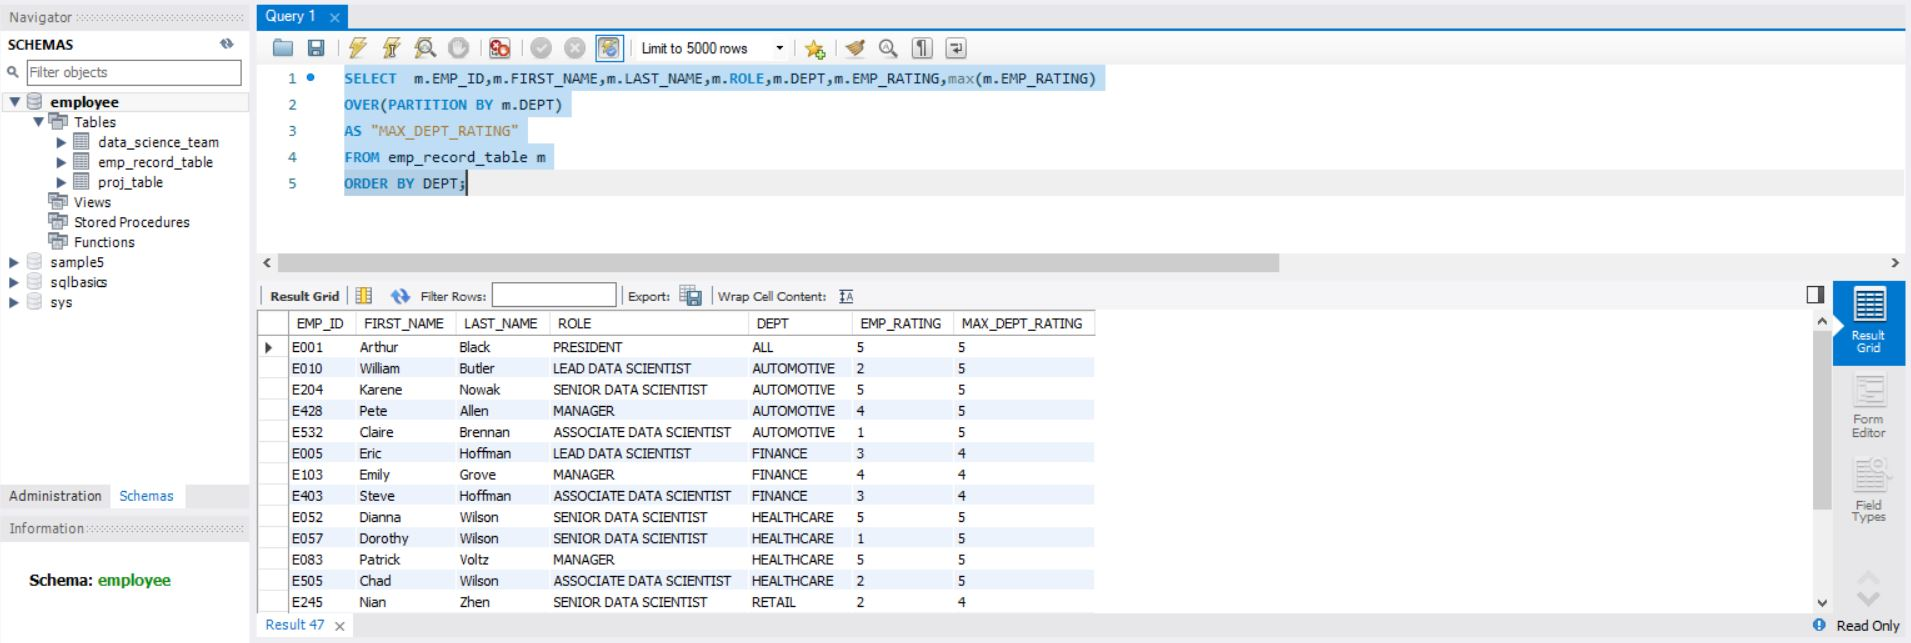 Navigator
SCHEMAS
Filter objects
employee
Tables
data_science_team
emp_record_table
proj_table
Views
Stored Procedures
Functions
sample5
sqlbasics
sys
Administration Schemas
Information
Schema: employee
Query 1
Limit to 5000 rows
1 SELECT m.EMP_ID,m.FIRST_NAME,m.LAST_NAME,m.ROLE,m.DEPT,m.EMP_RATING,max(m.EMP_RATING)
2 OVER(PARTITION BY m.DEPT)
3 AS "MAX_DEPT_RATING"
4 FROM emp_record_table m
5 ORDER BY DEPT;
Result Grid Filter Rows: Export: Wrap Cell Content:
EMP_ID FIRST_NAME LAST_NAME ROLE DEPT EMP_RATING MAX_DEPT_RATING
E001 Arthur Black PRESIDENT ALL 5 5
E010 William Butler LEAD DATA SCIENTIST AUTOMOTIVE 2 5
E204 Karene Nowak SENIOR DATA SCIENTIST AUTOMOTIVE 5 5
E428 Pete Allen MANAGER AUTOMOTIVE 4 5
E532 Claire Brennan ASSOCIATE DATA SCIENTIST AUTOMOTIVE 1 5
E005 Eric Hoffman LEAD DATA SCIENTIST FINANCE 3 4
E103 Emily Grove MANAGER FINANCE 4 4
E403 Steve Hoffman ASSOCIATE DATA SCIENTIST FINANCE 3 4
E052 Dianna Wilson SENIOR DATA SCIENTIST HEALTHCARE 5 5
E057 Dorothy Wilson SENIOR DATA SCIENTIST HEALTHCARE 1 5
E083 Patrick Voltz MANAGER HEALTHCARE 5 5
E505 Chad Wilson ASSOCIATE DATA SCIENTIST HEALTHCARE 2 5
E245 Nian Zhen SENIOR DATA SCIENTIST RETAIL 2 4
Result 47
Result
Grid
Form
Editor
Field
Types
Read Only